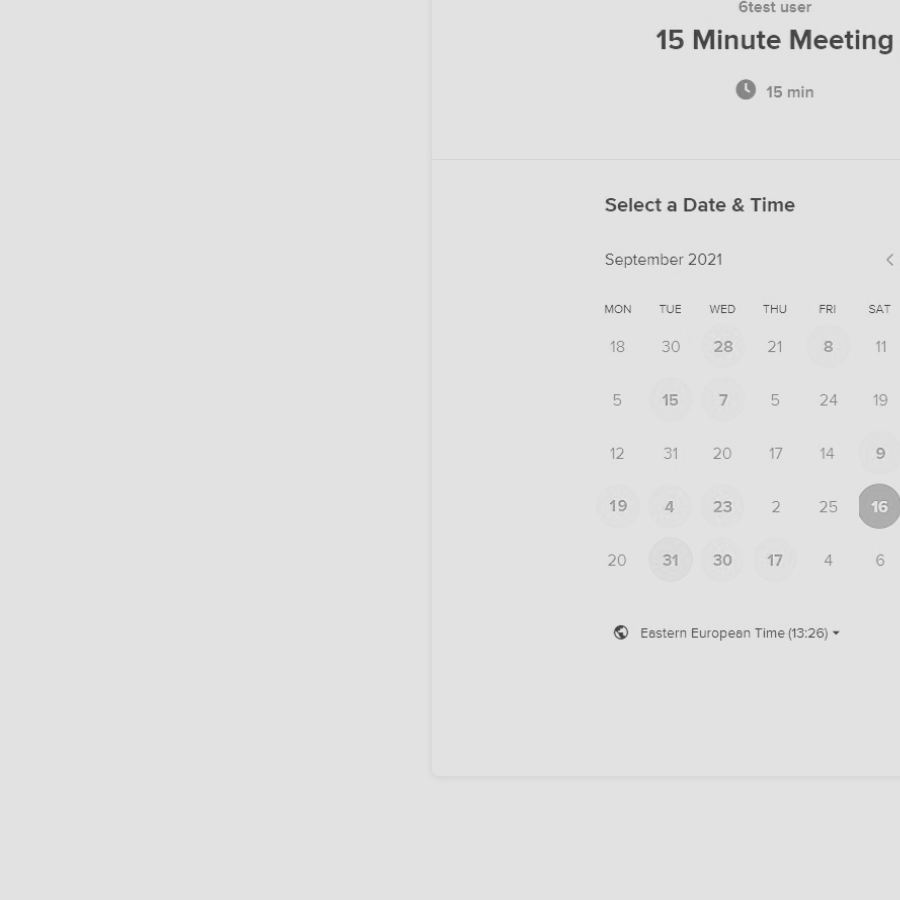 6test user
15 Minute Meeting
15 min
Select a Date & Time
September 2021
MON TUE WED THU FRI SAT
18 30 28 21 8 11
5 15 7 5 24 19
12 31 20 17 14 9
19 4 23 2 25 16
20 31 30 17 4 6
Eastern European Time (13:26)